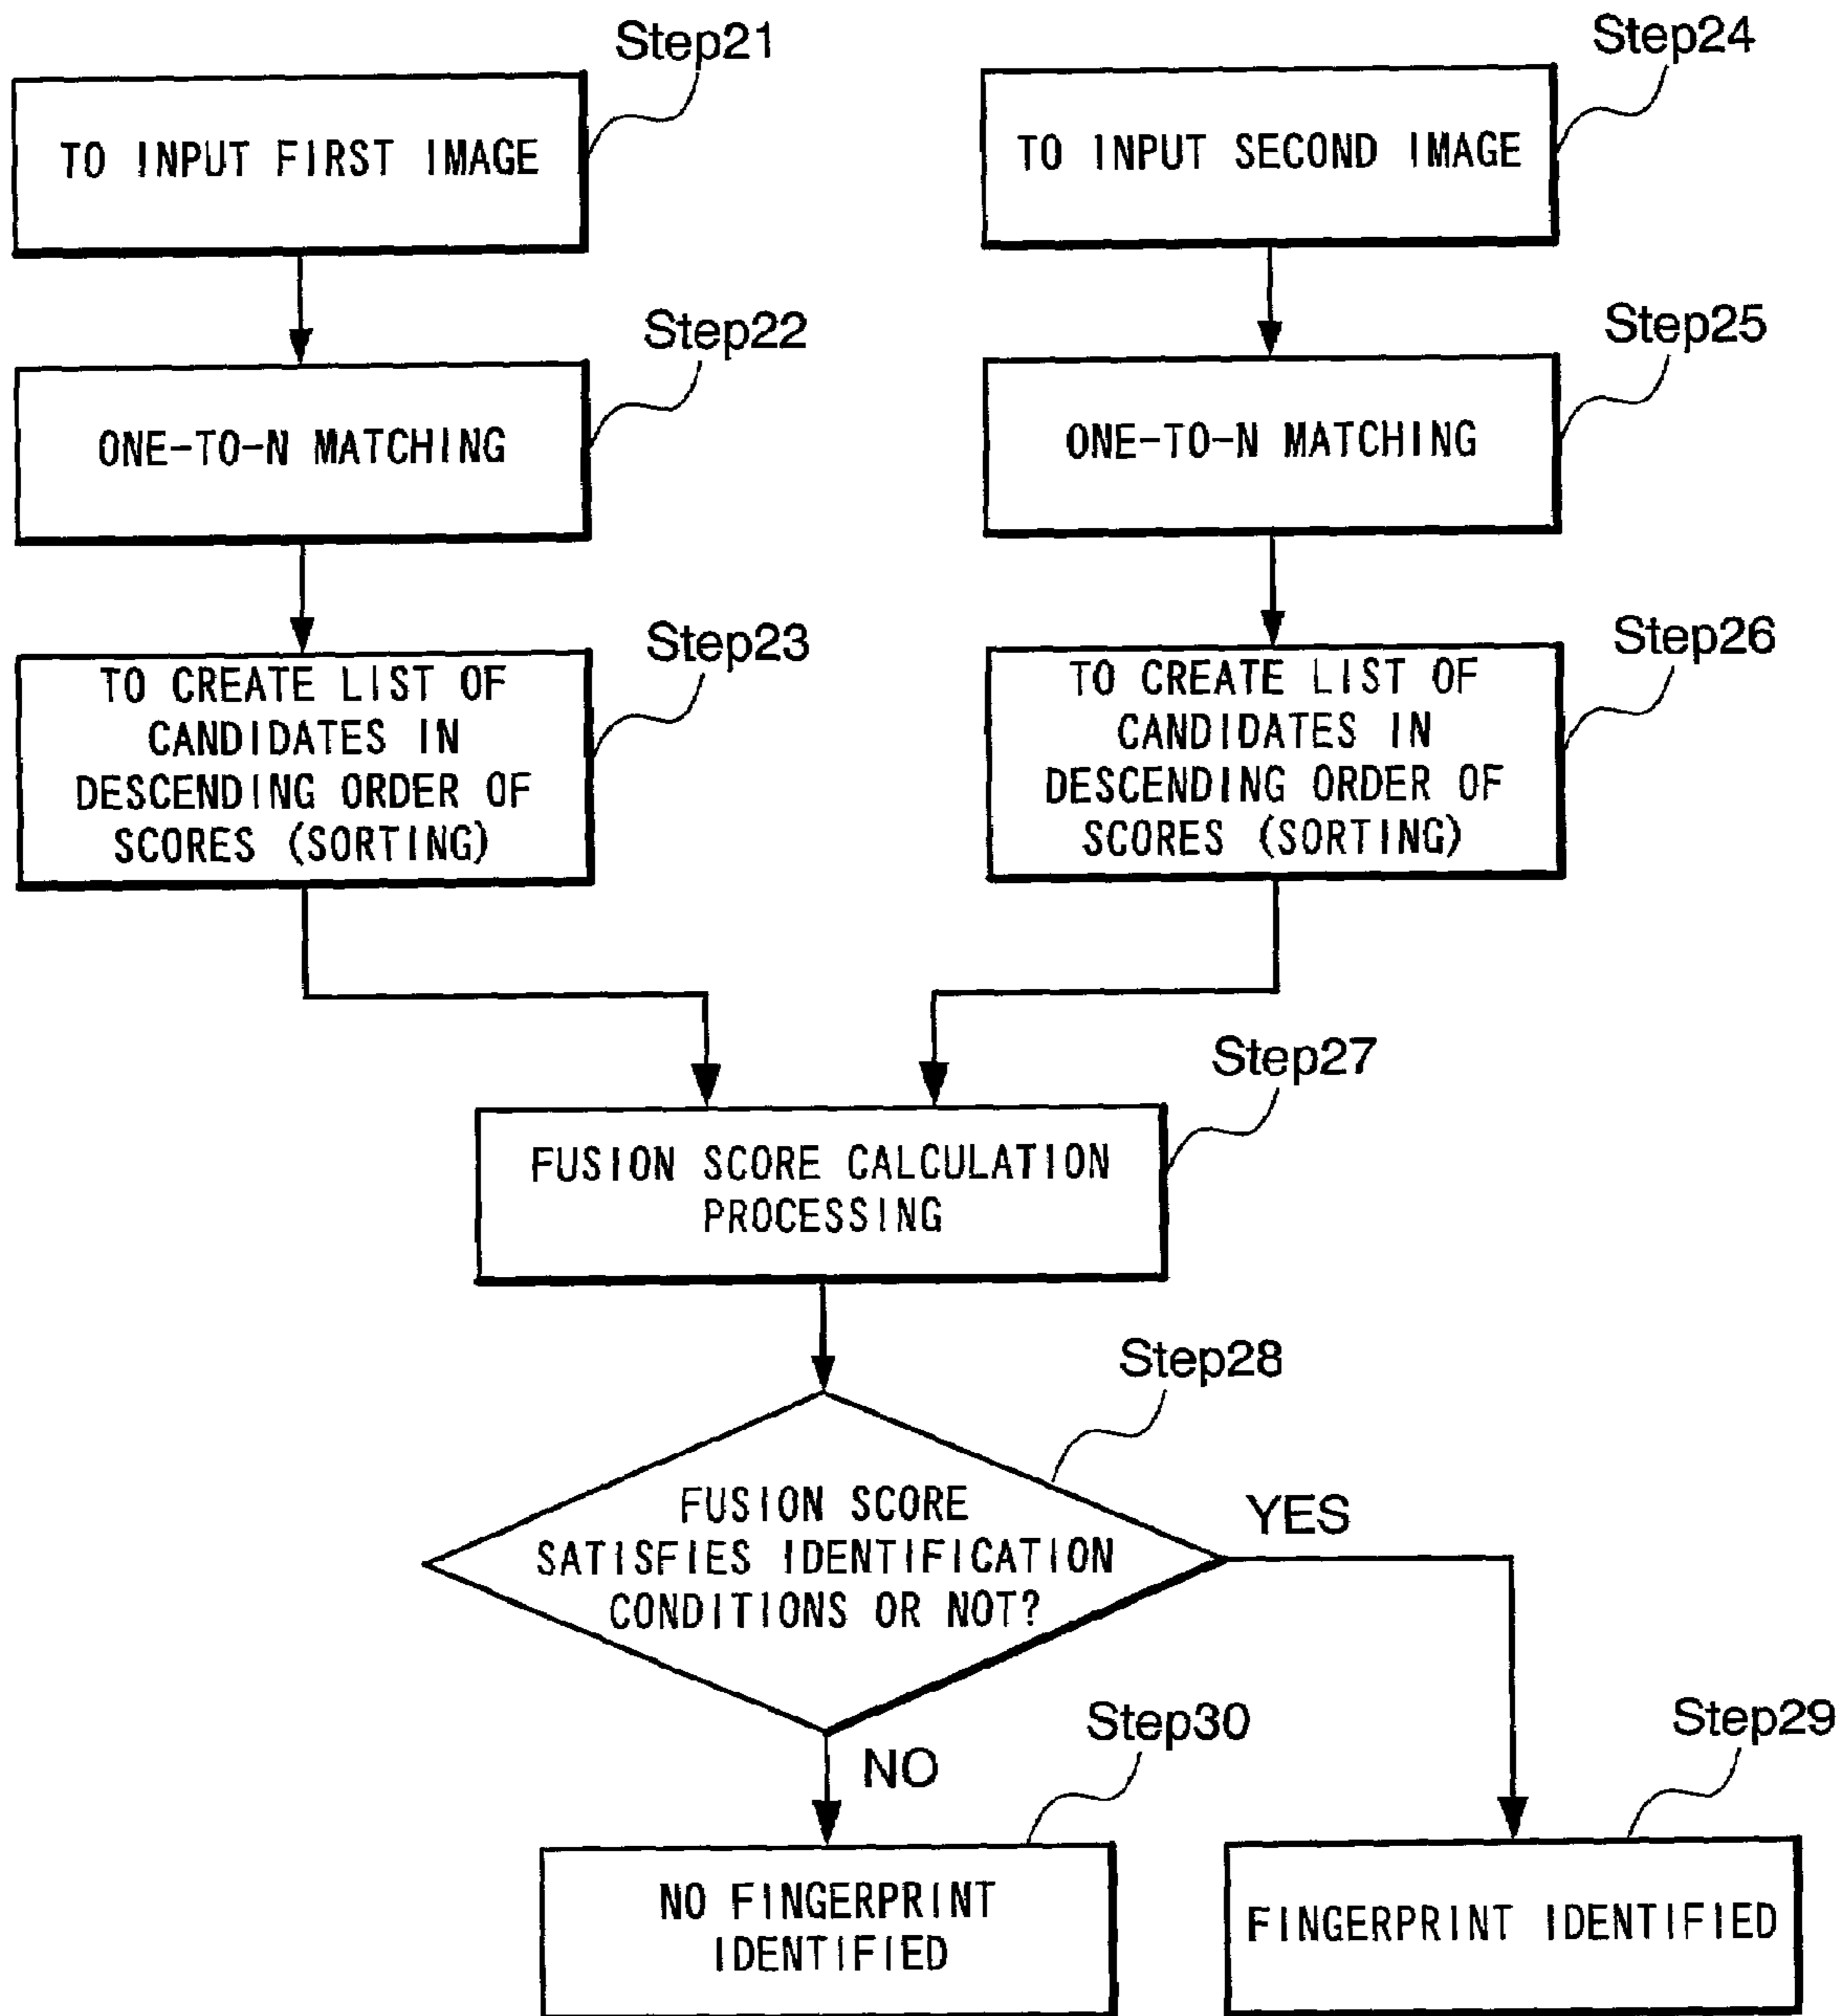 Step21
TO INPUT FIRST IMAGE
Step22
ONE-TO-N MATCHING
Step23
TO CREATE LIST OF
CANDIDATES IN
DESCENDING ORDER OF
SCORES (SORTING)
Step24
TO INPUT SECOND IMAGE
Step25
ONE-TO-N MATCHING
Step26
TO CREATE LIST OF
CANDIDATES IN
DESCENDING ORDER OF
SCORES (SORTING)
Step27
FUSION SCORE CALCULATION
PROCESSING
Step28
FUSION SCORE
SATISFIES IDENTIFICATION
CONDITIONS OR NOT?
YES
NO
Step30
NO FINGERPRINT
IDENTIFIED
Step29
FINGERPRINT IDENTIFIED